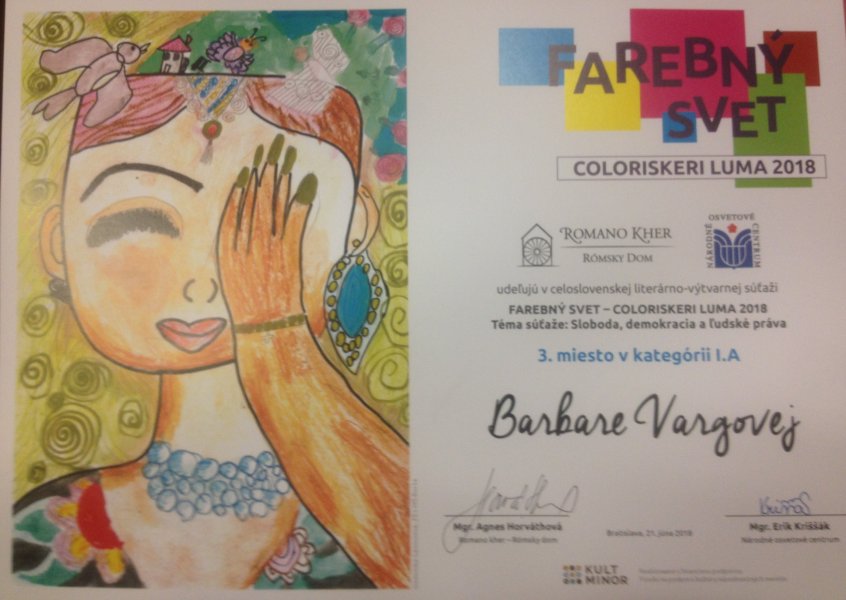 FAREBNÝ
SVET
COLORISKERI LUMA 2018
ROMANO KHER
RÓMSKY DOM
NÁRODNÉ
OSVETOVÉ
CENTRUM
udeľujú v celoslovenskej literárno-výtvarnej súťaži
FAREBNÝ SVET – COLORISKERI LUMA 2018
Téma súťaže: Sloboda, demokracia a ľudské práva
3. miesto v kategórii I.A
Barbare Vargovej
Mgr. Agnes Horváthová
Romano kher – Rómsky dom
Bratislava, 21. júna 2018
Mgr. Erik Kriššák
Národné osvetové centrum
KULT
MINOR